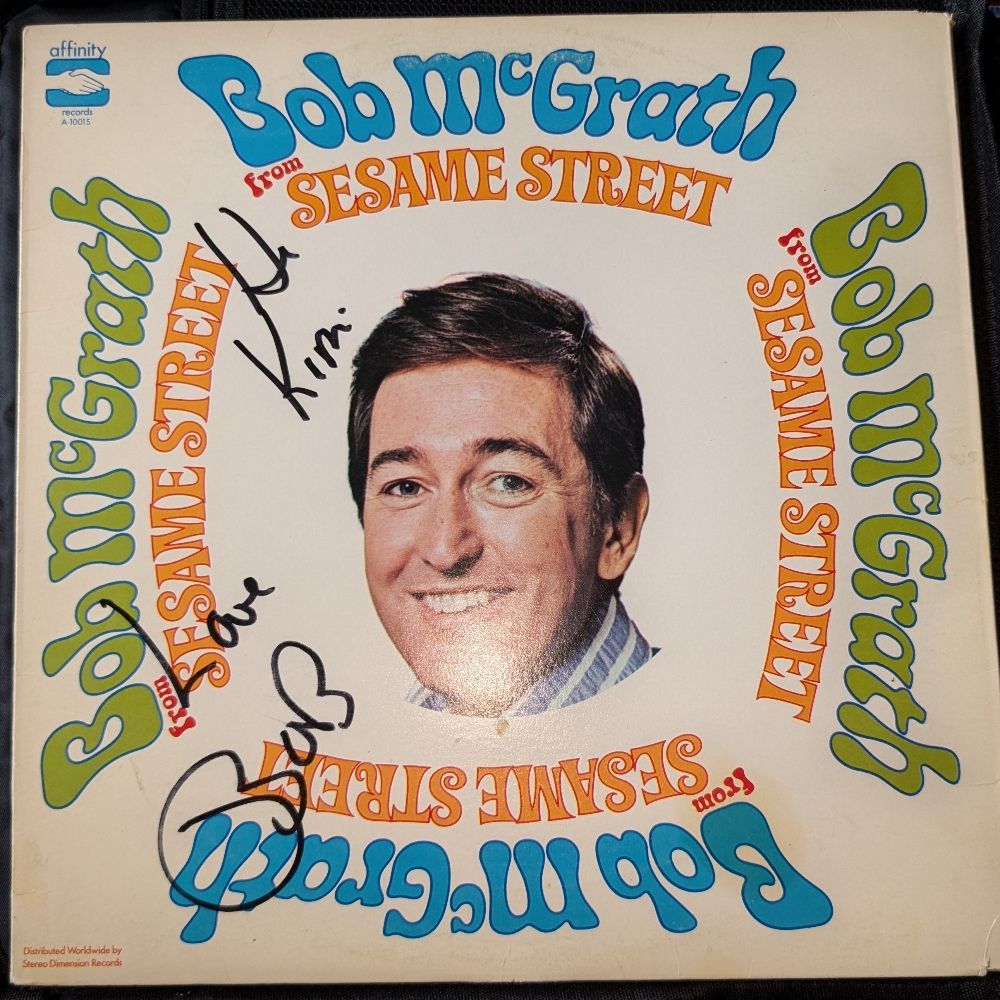 affinity
records
A-10015
Bob McGrath
from SESAME STREET
Bob McGrath
from SESAME STREET
Bob McGrath
from SESAME STREET
Bob McGrath
from SESAME STREET
Kim.
Love
Bob
Distributed Worldwide by
Stereo Dimension Records